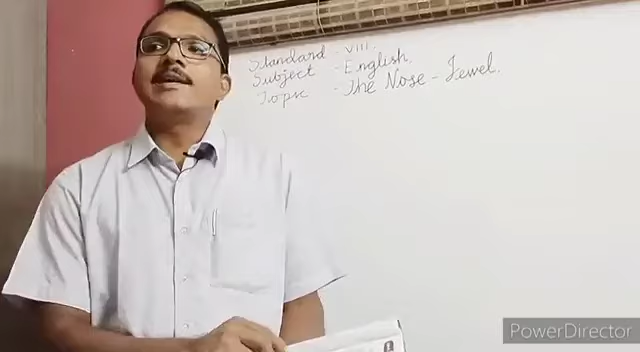 Standard - VIII.
Subject - English.
Topic - The Nose - Jewel.
PowerDirector